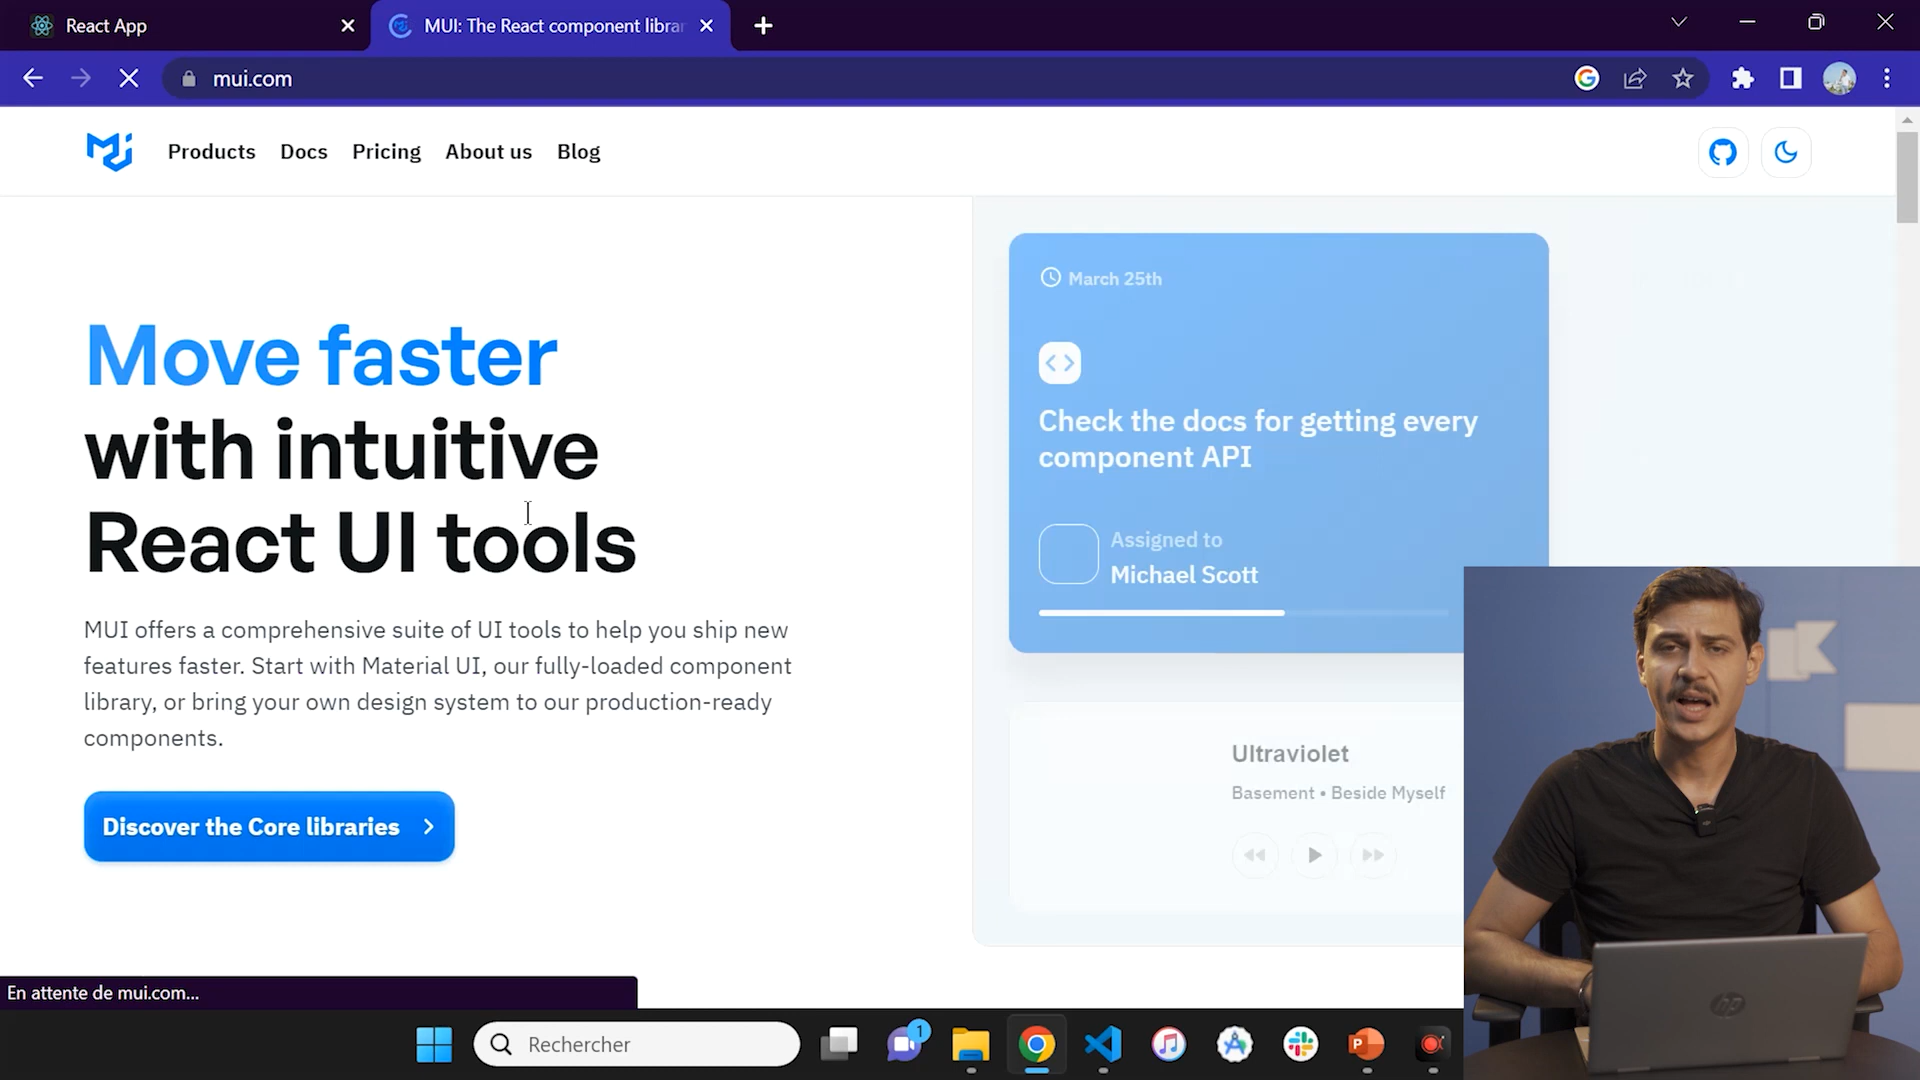 React App
MUI: The React component librar
mui.com
Products Docs Pricing About us Blog
March 25th
Move faster
with intuitive
React UI tools
Check the docs for getting every
component API
Assigned to
Michael Scott
MUI offers a comprehensive suite of UI tools to help you ship new
features faster. Start with Material UI, our fully-loaded component
library, or bring your own design system to our production-ready
components.
Ultraviolet
Basement • Beside Myself
Discover the Core libraries
En attente de mui.com...
Rechercher
1
P
hp